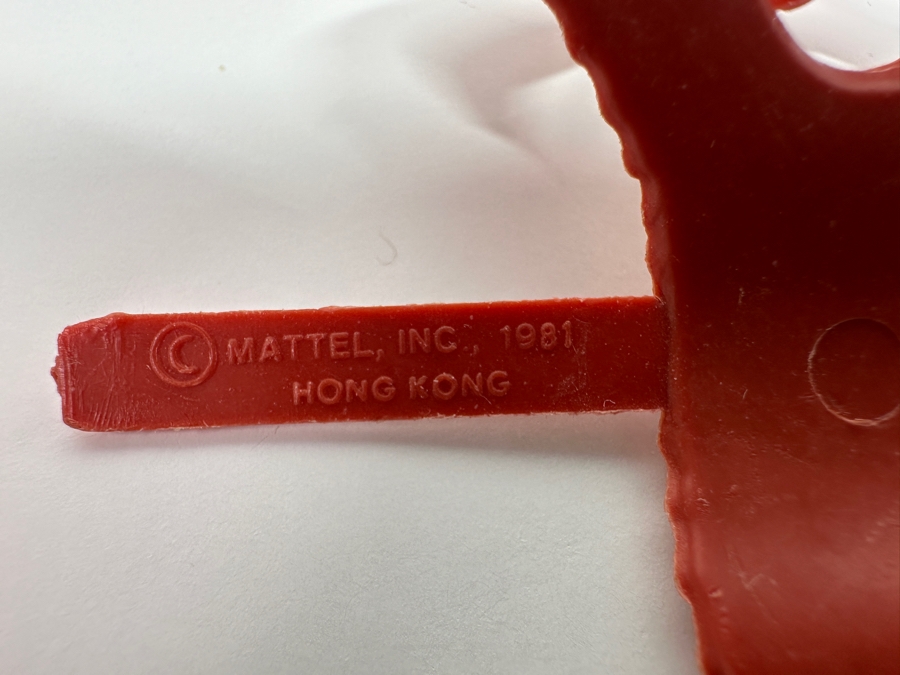 © MATTEL, INC., 1981
HONG KONG